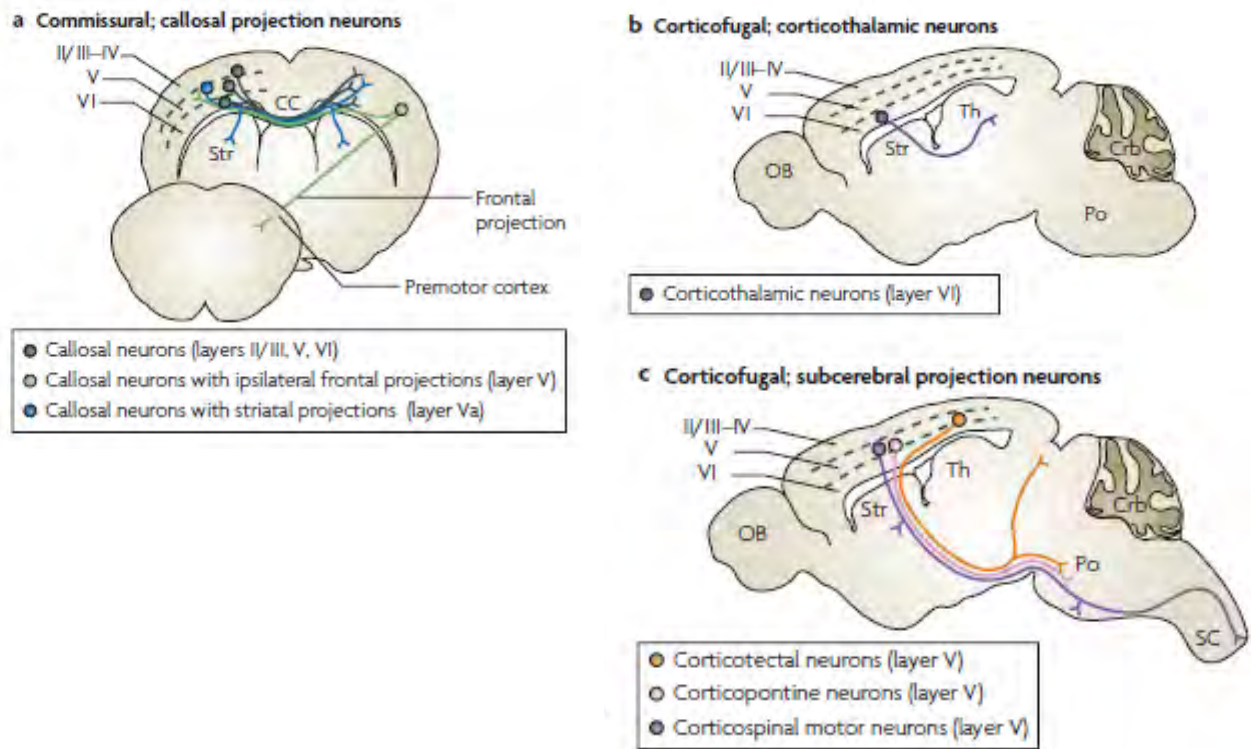 a Commissural; callosal projection neurons
II/III–IV
V
VI
CC
Str
Frontal
projection
Premotor cortex
Callosal neurons (layers II/III, V, VI)
Callosal neurons with ipsilateral frontal projections (layer V)
Callosal neurons with striatal projections (layer Va)
b Corticofugal; corticothalamic neurons
II/III–IV
V
VI
Th
Str
OB
Crb
Po
Corticothalamic neurons (layer VI)
c Corticofugal; subcerebral projection neurons
II/III–IV
V
VI
Th
Str
OB
Crb
Po
SC
Corticotectal neurons (layer V)
Corticopontine neurons (layer V)
Corticospinal motor neurons (layer V)